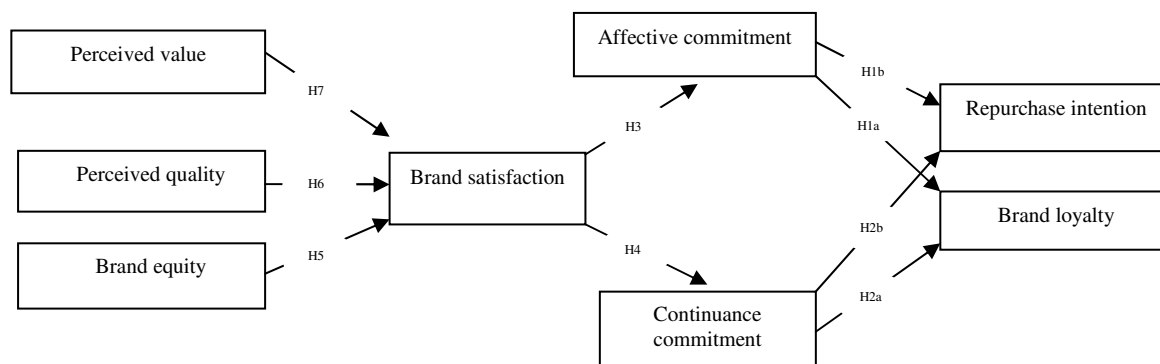 Perceived value
Affective commitment
H1b
H7
Repurchase intention
H3
H1a
Perceived quality
H6
Brand satisfaction
Brand loyalty
H2b
Brand equity
H5
H4
H2a
Continuance
commitment